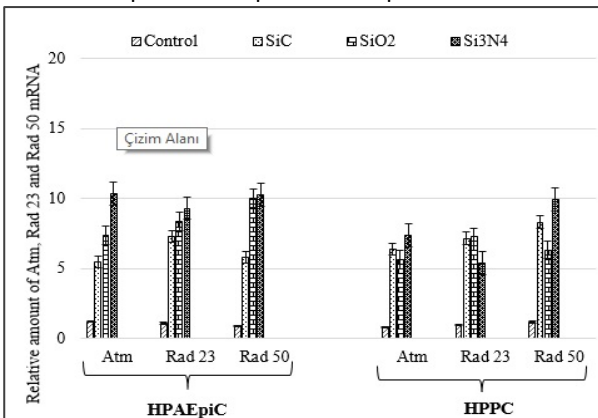 Control SiC SiO2 Si3N4
Relative amount of Atm, Rad 23 and Rad 50 mRNA
20
15
10
5
0
Çizim Alanı
Atm Rad 23 Rad 50 Atm Rad 23 Rad 50
HPAEpiC HPPC